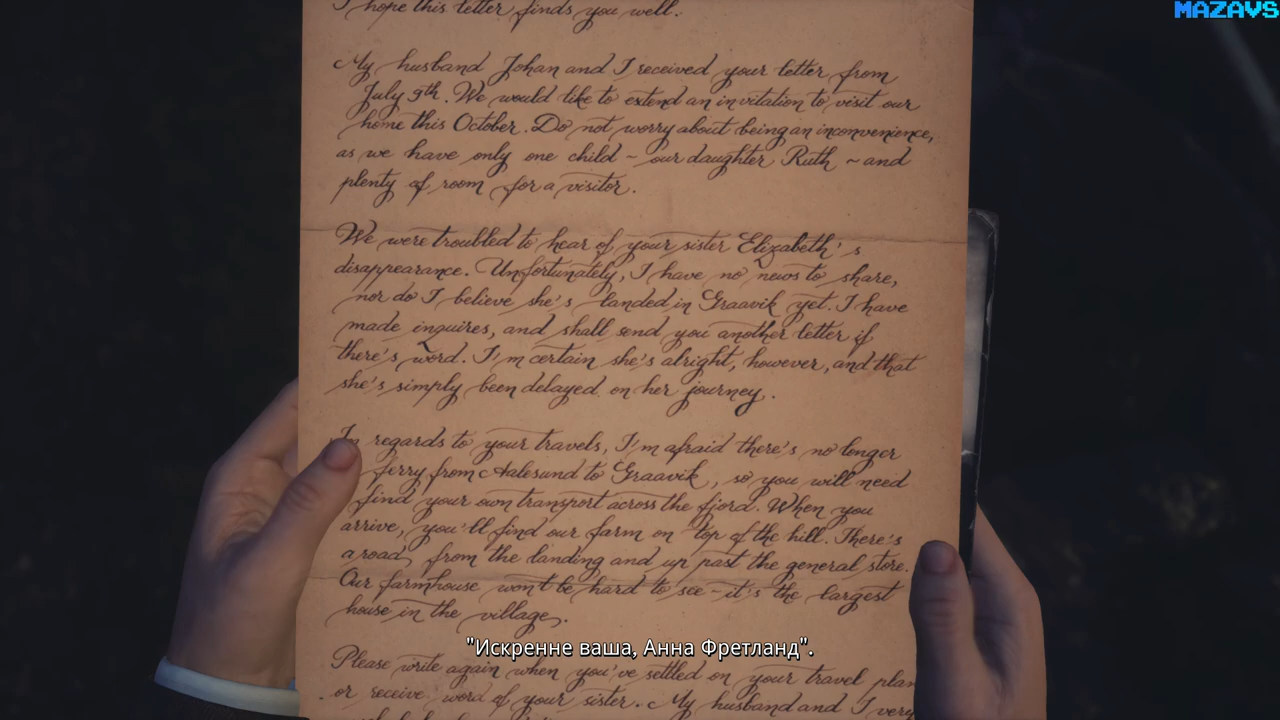 MAZAVS
I hope this letter finds you well.
My husband Johan and I received your letter from
July 9th. We would like to extend an invitation to visit our
home this October. Do not worry about being an inconvenience,
as we have only one child ~ our daughter Ruth ~ and
plenty of room for a visitor.
We were troubled to hear of your sister Elizabeth's
disappearance. Unfortunately, I have no news to share,
nor do I believe she's landed in Graavik yet. I have
made inquires, and shall send you another letter if
there's word. I'm certain she's alright, however, and that
she's simply been delayed on her journey.
In regards to your travels, I'm afraid there's no longer
ferry from Aalesund to Graavik, so you will need
find your own transport across the fjord. When you
arrive, you'll find our farm on top of the hill. There's
a road from the landing and up past the general store.
Our farmhouse won't be hard to see - it's the largest
house in the village.
"Искренне ваша, Анна Фретланд".
Please write again when you've settled on your travel plan
or receive word of your sister. My husband and I very